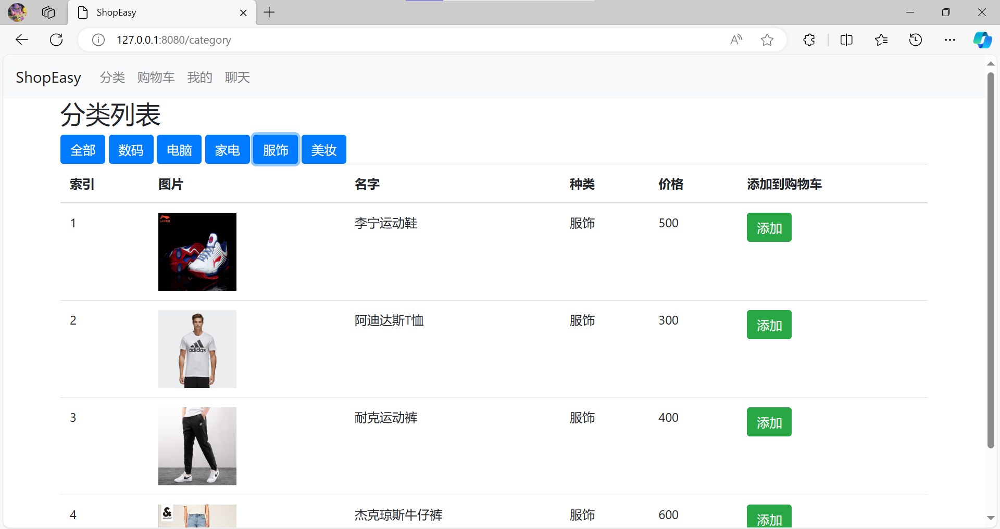 ShopEasy
127.0.0.1:8080/category
ShopEasy 分类 购物车 我的 聊天
分类列表
全部 数码 电脑 家电 服饰 美妆
索引 图片 名字 种类 价格 添加到购物车
1 李宁运动鞋 服饰 500 添加
LI-NING
2 阿迪达斯T恤 服饰 300 添加
adidas
3 耐克运动裤 服饰 400 添加
4 杰克琼斯牛仔裤 服饰 600 添加
&